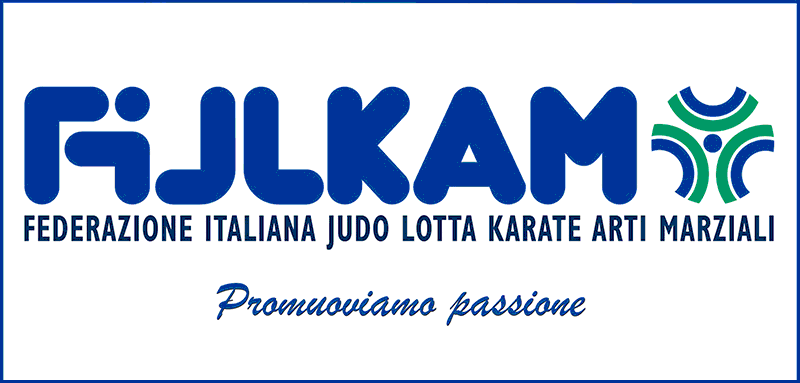 FIJLKAM
FEDERAZIONE ITALIANA JUDO LOTTA KARATE ARTI MARZIALI
Promuoviamo passione